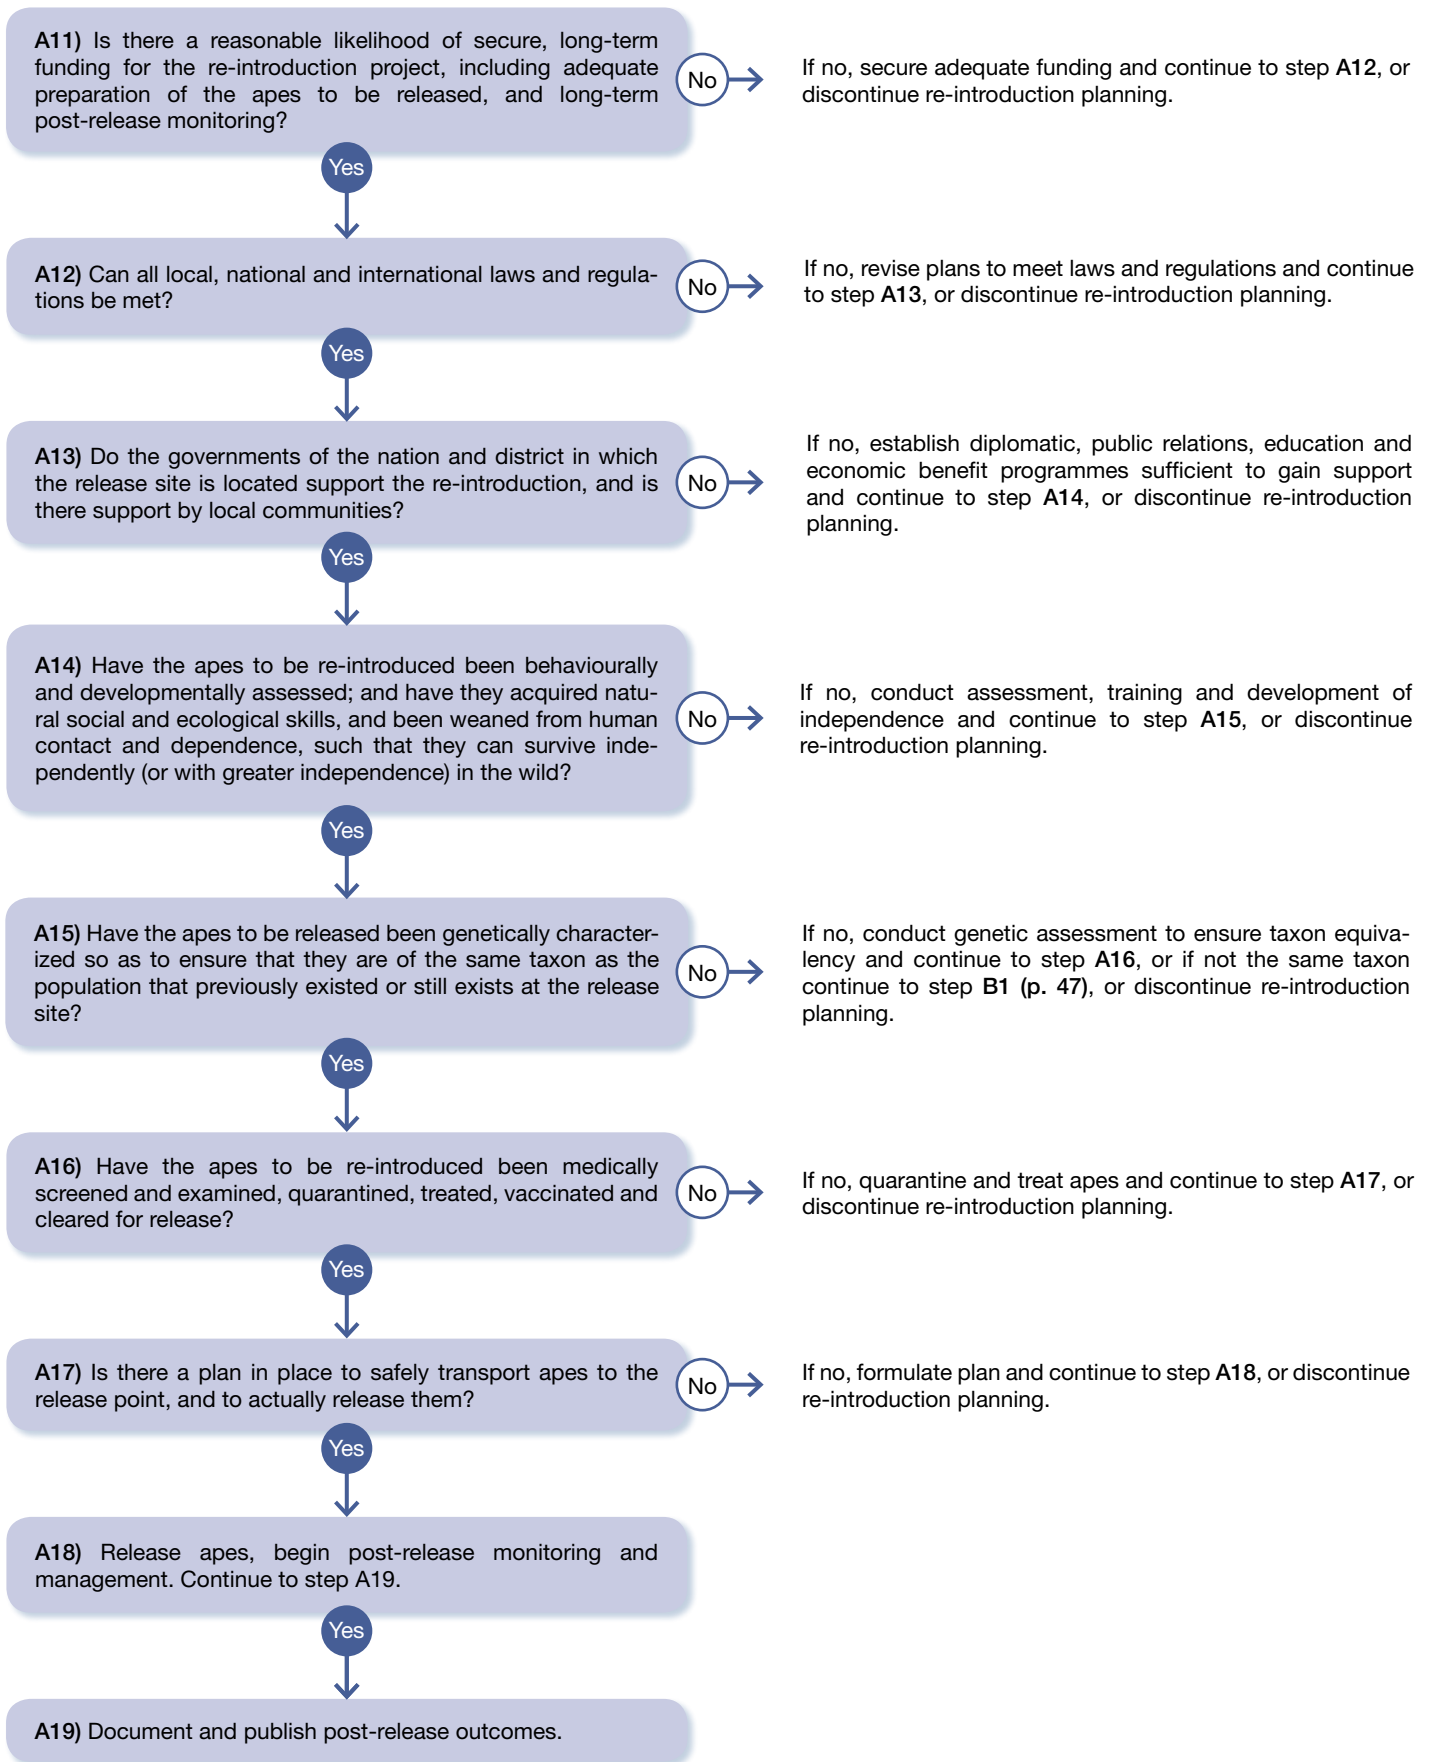 A11) Is there a reasonable likelihood of secure, long-term
funding for the re-introduction project, including adequate
preparation of the apes to be released, and long-term
post-release monitoring?
No
If no, secure adequate funding and continue to step A12, or
discontinue re-introduction planning.
Yes
A12) Can all local, national and international laws and regula-
tions be met?
No
If no, revise plans to meet laws and regulations and continue
to step A13, or discontinue re-introduction planning.
Yes
A13) Do the governments of the nation and district in which
the release site is located support the re-introduction, and is
there support by local communities?
No
If no, establish diplomatic, public relations, education and
economic benefit programmes sufficient to gain support
and continue to step A14, or discontinue re-introduction
planning.
Yes
A14) Have the apes to be re-introduced been behaviourally
and developmentally assessed; and have they acquired natu-
ral social and ecological skills, and been weaned from human
contact and dependence, such that they can survive inde-
pendently (or with greater independence) in the wild?
No
If no, conduct assessment, training and development of
independence and continue to step A15, or discontinue
re-introduction planning.
Yes
A15) Have the apes to be released been genetically character-
ized so as to ensure that they are of the same taxon as the
population that previously existed or still exists at the release
site?
No
If no, conduct genetic assessment to ensure taxon equiva-
lency and continue to step A16, or if not the same taxon
continue to step B1 (p. 47), or discontinue re-introduction
planning.
Yes
A16) Have the apes to be re-introduced been medically
screened and examined, quarantined, treated, vaccinated and
cleared for release?
No
If no, quarantine and treat apes and continue to step A17, or
discontinue re-introduction planning.
Yes
A17) Is there a plan in place to safely transport apes to the
release point, and to actually release them?
No
If no, formulate plan and continue to step A18, or discontinue
re-introduction planning.
Yes
A18) Release apes, begin post-release monitoring and
management. Continue to step A19.
Yes
A19) Document and publish post-release outcomes.